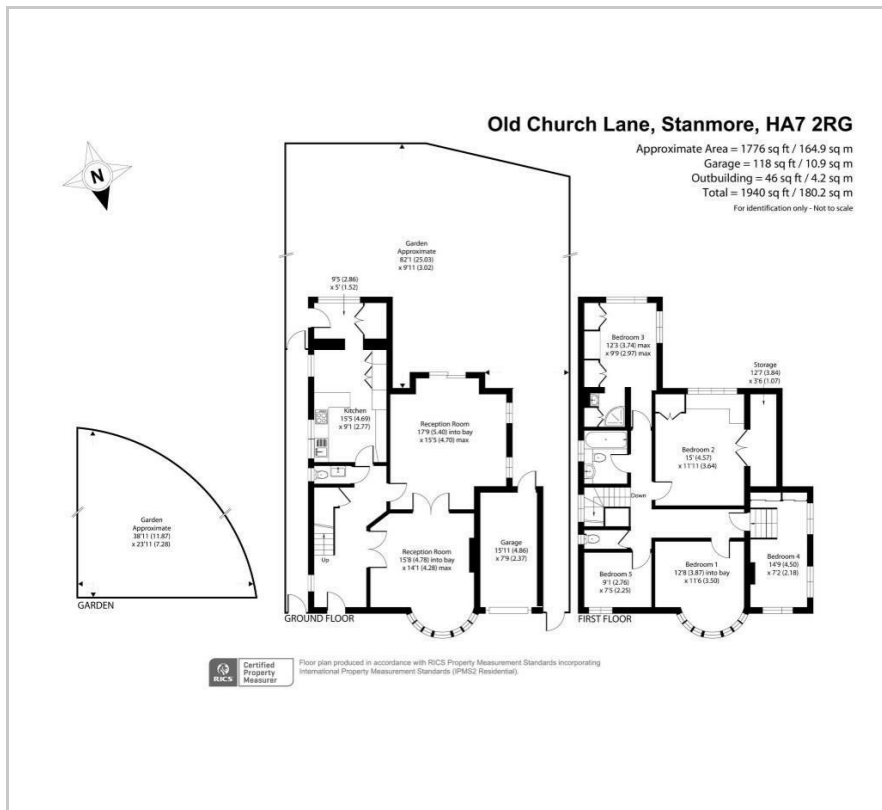 Old Church Lane, Stanmore, HA7 2RG
Approximate Area = 1776 sq ft / 164.9 sq m
Garage = 118 sq ft / 10.9 sq m
Outbuilding = 46 sq ft / 4.2 sq m
Total = 1940 sq ft / 180.2 sq m
For identification only - Not to scale
N
Garden
Approximate
82'1 (25.03)
x 9'11 (3.02)
9'5 (2.86)
x 5' (1.52)
Kitchen
15'5 (4.69)
x 9'1 (2.77)
Reception Room
17'9 (5.40) into bay
x 15'5 (4.70) max
Up
Reception Room
15'8 (4.78) into bay
x 14'1 (4.28) max
Garage
15'11 (4.86)
x 7'9 (2.37)
GROUND FLOOR
Garden
Approximate
38'11 (11.87)
x 23'11 (7.28)
GARDEN
Bedroom 3
12'3 (3.74) max
x 9'9 (2.97) max
Storage
12'7 (3.84)
x 3'6 (1.07)
Bedroom 2
15' (4.57)
x 11'11 (3.64)
Down
Bedroom 5
9'1 (2.76)
x 7'5 (2.25)
Bedroom 1
12'8 (3.87) into bay
x 11'6 (3.50)
Bedroom 4
14'9 (4.50)
x 7'2 (2.18)
FIRST FLOOR
RICS
Certified
Property
Measurer
Floor plan produced in accordance with RICS Property Measurement Standards incorporating
International Property Measurement Standards (IPMS2 Residential).